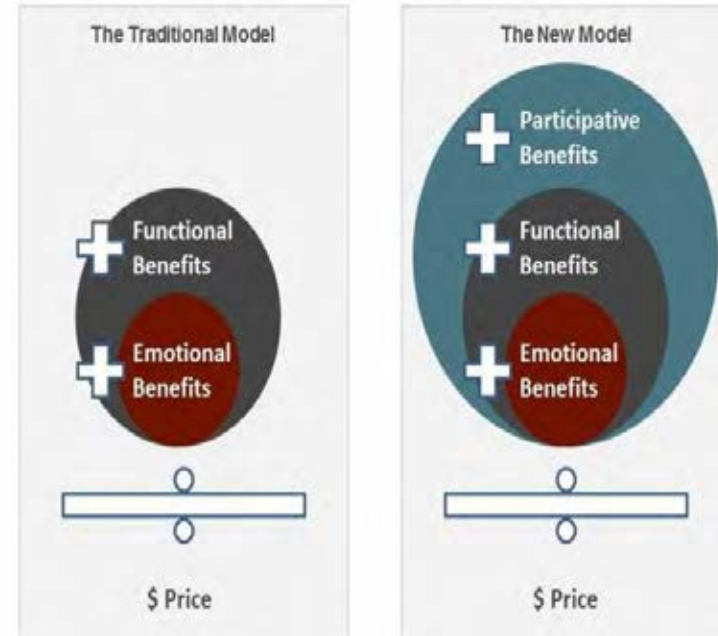 The Traditional Model
Functional
Benefits
Emotional
Benefits
$ Price
The New Model
Participative
Benefits
Functional
Benefits
Emotional
Benefits
$ Price